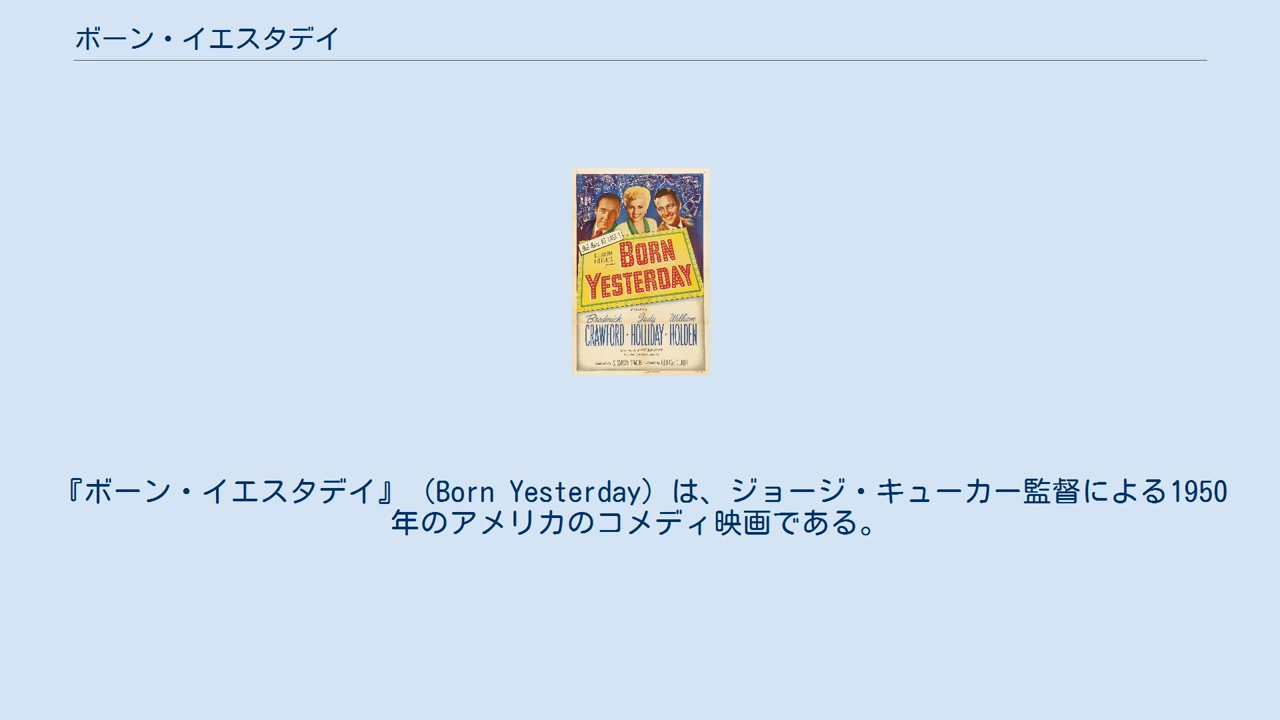 ボーン・イエスタデイ
BORN
YESTERDAY
Broderick Judy William
CRAWFORD - HOLLIDAY - HOLDEN
『ボーン・イエスタデイ』（Born Yesterday）は、ジョージ・キューカー監督による1950
年のアメリカのコメディ映画である。